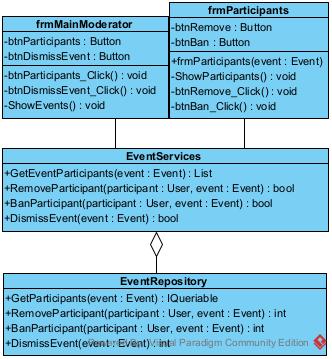 frmMainModerator
-btnParticipants : Button
-btnDismissEvent : Button
-btnParticipants_Click() : void
-btnDismissEvent_Click() : void
-ShowEvents() : void
frmParticipants
-btnRemove : Button
-btnBan : Button
+frmParticipants(event : Event)
-ShowParticipants() : void
-btnRemove_Click() : void
-btnBan_Click() : void
EventServices
+GetEventParticipants(event : Event) : List
+RemoveParticipant(participant : User, event : Event) : bool
+BanParticipant(participant : User, event : Event) : bool
+DismissEvent(event : Event) : bool
EventRepository
+GetParticipants(event : Event) : IQueriable
+RemoveParticipant(participant : User, event : Event) : int
+BanParticipant(participant : User, event : Event) : int
+DismissEvent(event : Event) : int
Powered By Visual Paradigm Community Edition